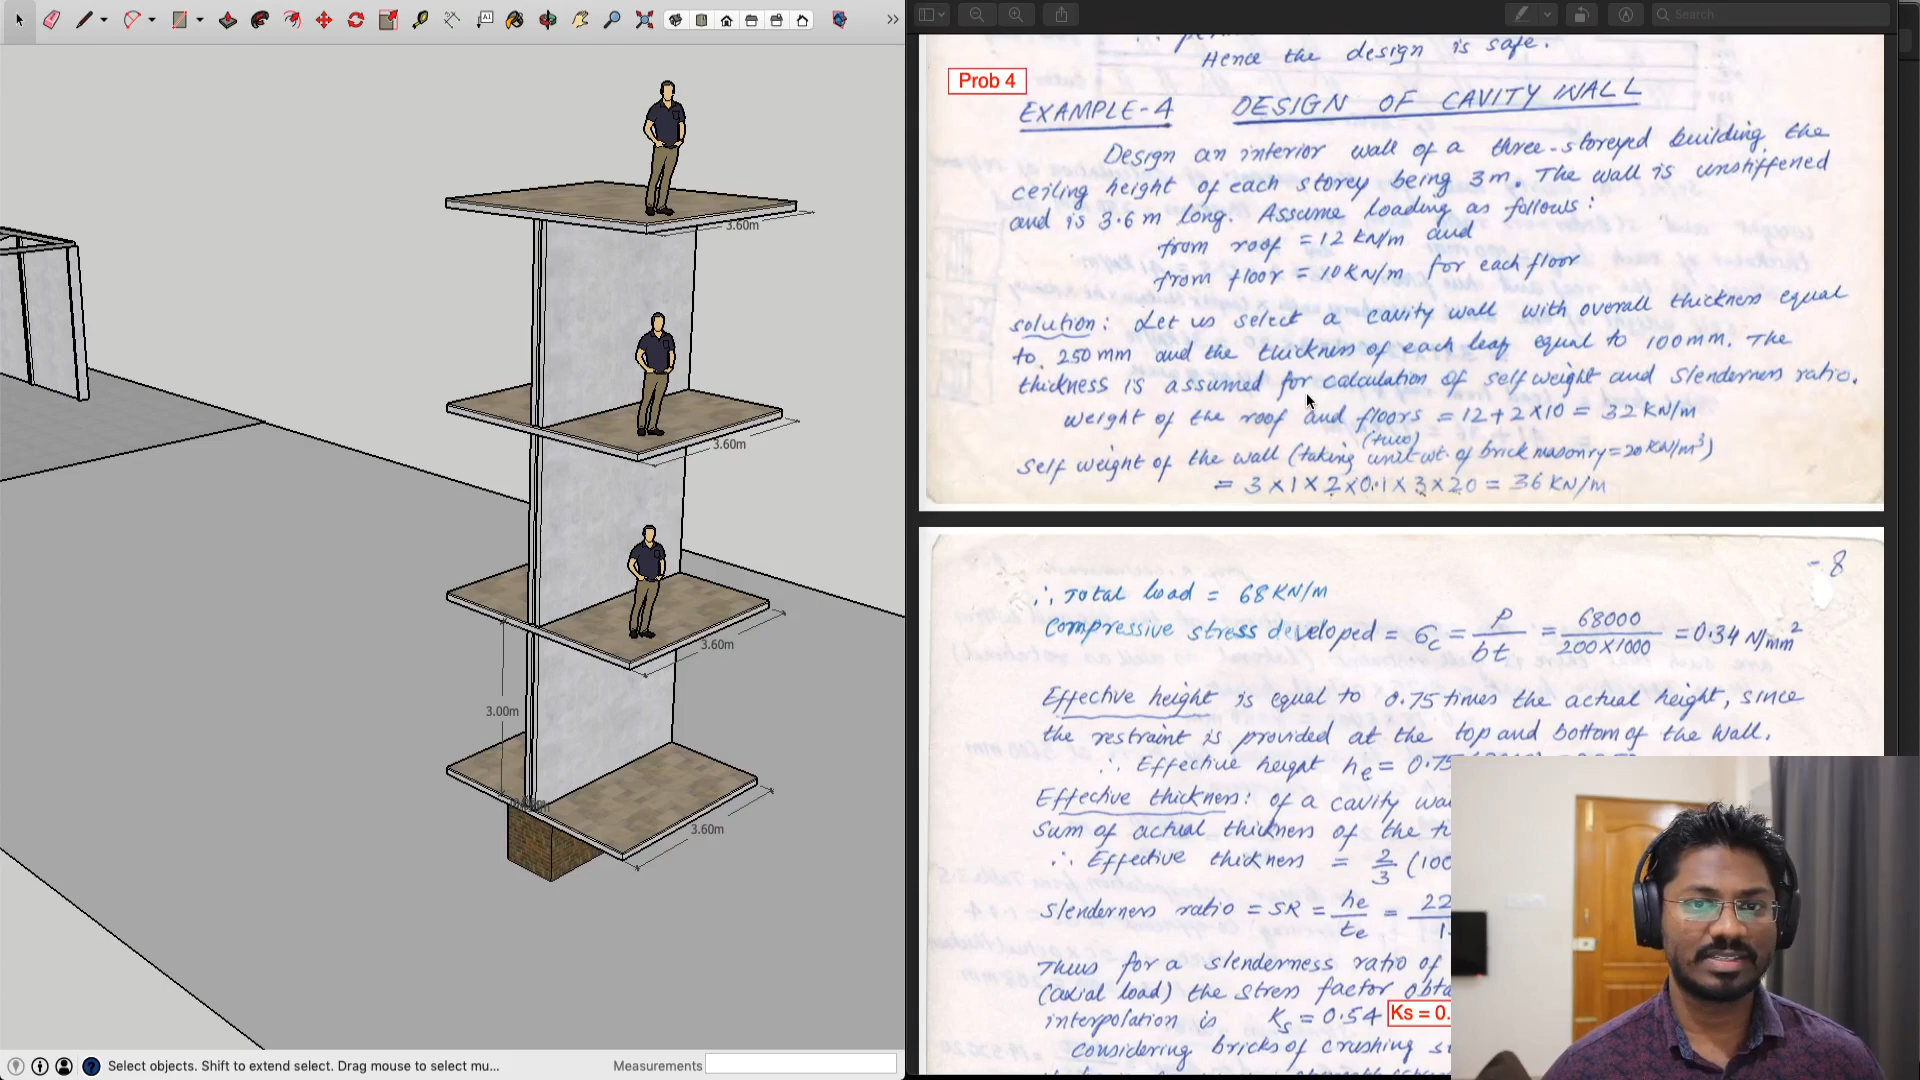 Search
Hence the design is safe.
Prob 4
EXAMPLE-4 DESIGN OF CAVITY WALL
Design an interior wall of a three-storeyed building, the
ceiling height of each storey being 3m. The wall is unstiffened
and is 3.6 m long. Assume loading as follows:
from roof = 12 KN/m and
from floor = 10KN/m for each floor
solution: Let us select a cavity wall with overall thickness equal
to 250 mm and the thickness of each leaf equal to 100mm. The
thickness is assumed for calculation of self weight and slenderness ratio.
weight of the roof and floors = 12+2×10 = 32 KN/m
(two)
Self weight of the wall (taking unit wt. of brick masonry=20KN/m³)
= 3×1×2×0.1×3×20 = 36KN/m
-8
∴ Total load = 68KN/m
Compressive stress developed = σc = P/bt = 68000/200×1000 = 0.34 N/mm²
Effective height is equal to 0.75 times the actual height, since
the restraint is provided at the top and bottom of the wall.
∴ Effective height he = 0.75
Effective thickness: of a cavity wa
Sum of actual thickness of the t
∴ Effective thickness = 2/3 (100
Slenderness ratio = SR = he/te = 22
Thus for a slenderness ratio of
(axial load) the stress factor obta
interpolation is Ks = 0.54
Ks = 0.
considering bricks of crushing s
3.60m
3.60m
3.60m
3.00m
3.60m
Select objects. Shift to extend select. Drag mouse to select mu...
Measurements